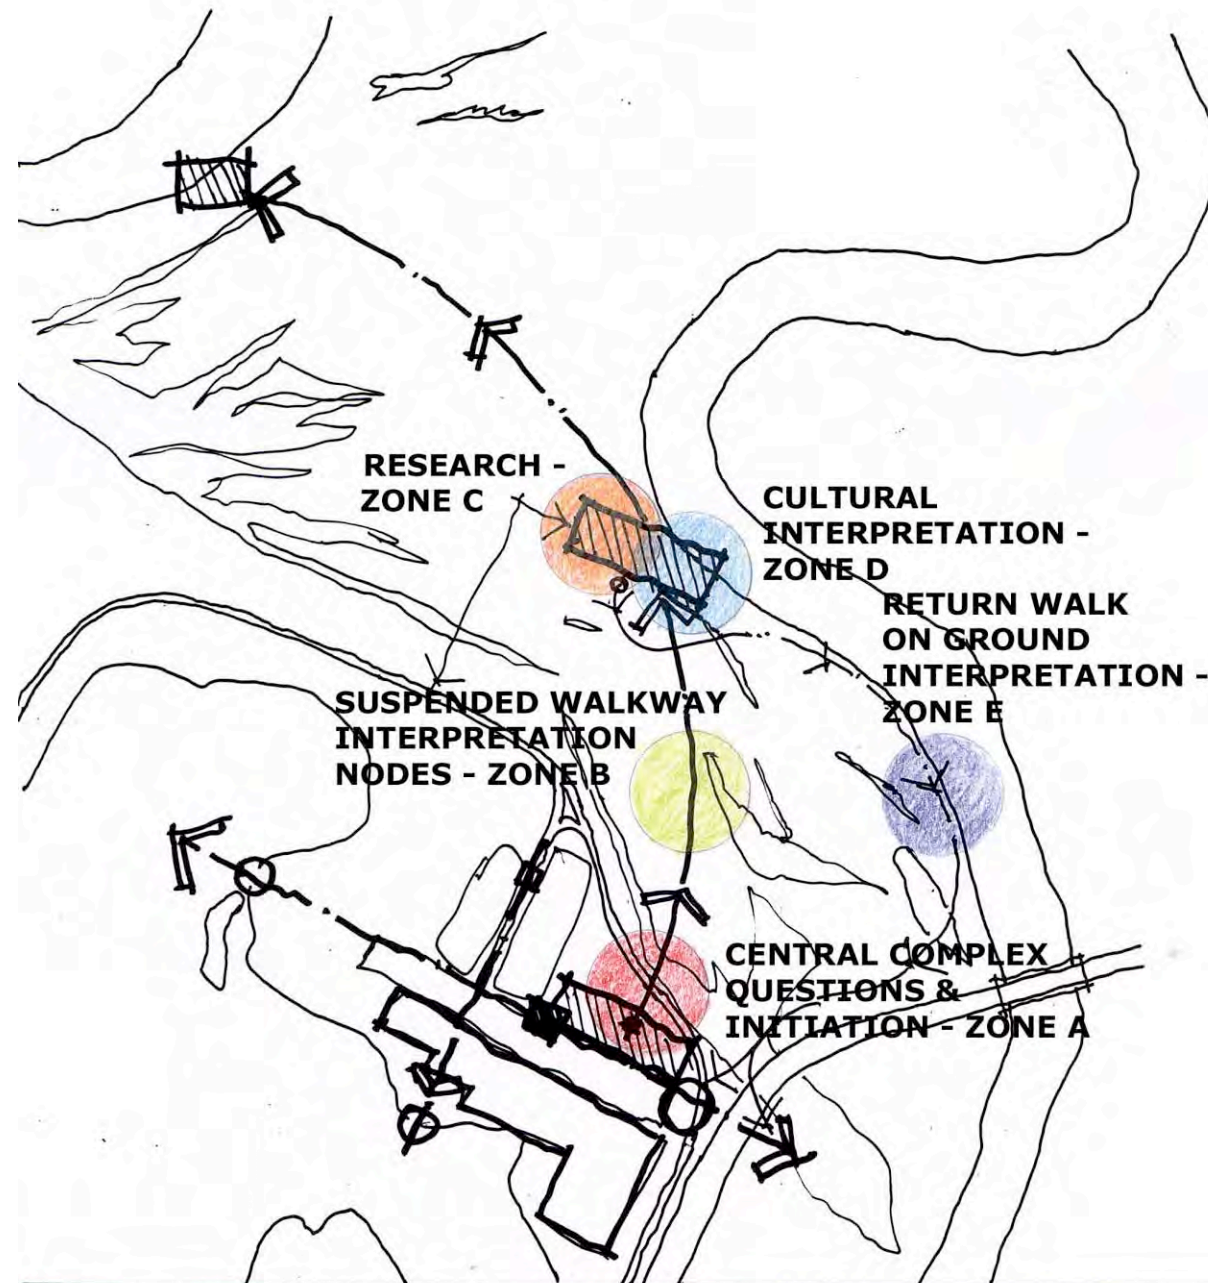 RESEARCH -
ZONE C
CULTURAL
INTERPRETATION -
ZONE D
RETURN WALK
ON GROUND
INTERPRETATION -
ZONE E
SUSPENDED WALKWAY
INTERPRETATION
NODES - ZONE B
CENTRAL COMPLEX
QUESTIONS &
INITIATION - ZONE A